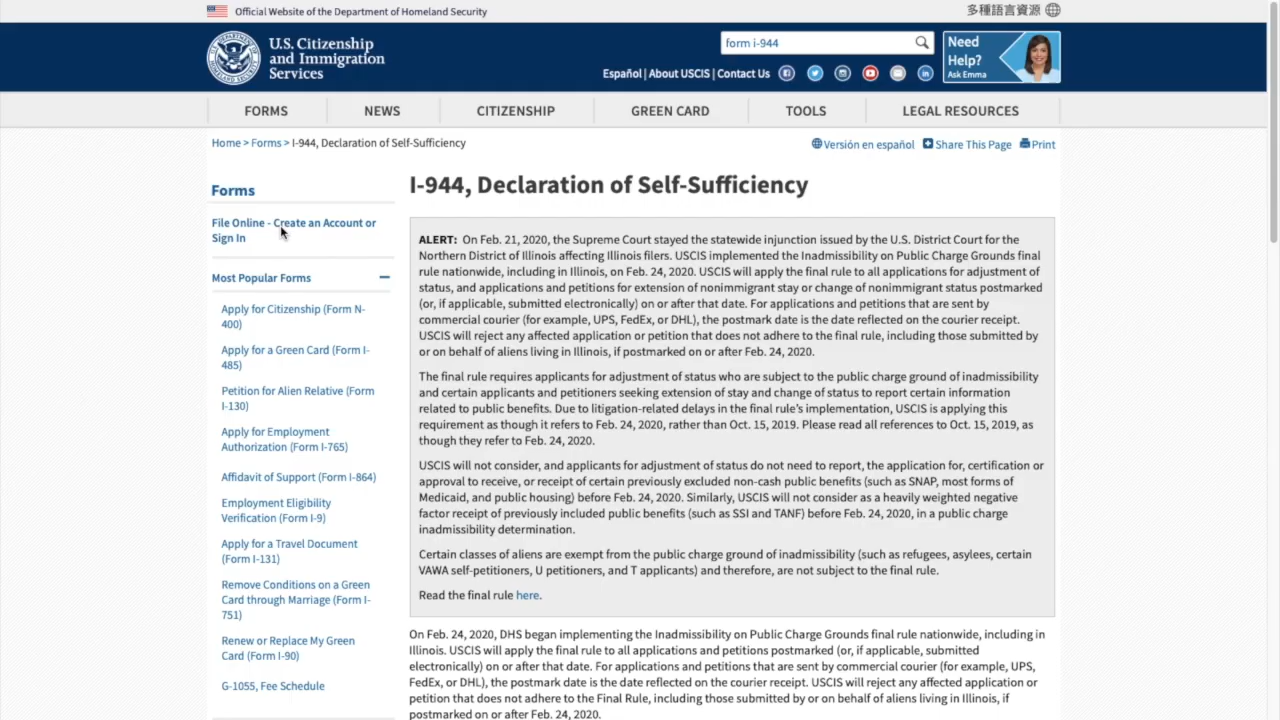 Official Website of the Department of Homeland Security
多種語言資源
U.S. Citizenship
and Immigration
Services
form i-944
Need
Help?
Ask Emma
Español | About USCIS | Contact Us
FORMS
NEWS
CITIZENSHIP
GREEN CARD
TOOLS
LEGAL RESOURCES
Home > Forms > I-944, Declaration of Self-Sufficiency
Versión en español
Share This Page
Print
Forms
File Online - Create an Account or
Sign In
Most Popular Forms
Apply for Citizenship (Form N-
400)
Apply for a Green Card (Form I-
485)
Petition for Alien Relative (Form
I-130)
Apply for Employment
Authorization (Form I-765)
Affidavit of Support (Form I-864)
Employment Eligibility
Verification (Form I-9)
Apply for a Travel Document
(Form I-131)
Remove Conditions on a Green
Card through Marriage (Form I-
751)
Renew or Replace My Green
Card (Form I-90)
G-1055, Fee Schedule
I-944, Declaration of Self-Sufficiency
ALERT: On Feb. 21, 2020, the Supreme Court stayed the statewide injunction issued by the U.S. District Court for the
Northern District of Illinois affecting Illinois filers. USCIS implemented the Inadmissibility on Public Charge Grounds final
rule nationwide, including in Illinois, on Feb. 24, 2020. USCIS will apply the final rule to all applications for adjustment of
status, and applications and petitions for extension of nonimmigrant stay or change of nonimmigrant status postmarked
(or, if applicable, submitted electronically) on or after that date. For applications and petitions that are sent by
commercial courier (for example, UPS, FedEx, or DHL), the postmark date is the date reflected on the courier receipt.
USCIS will reject any affected application or petition that does not adhere to the final rule, including those submitted by
or on behalf of aliens living in Illinois, if postmarked on or after Feb. 24, 2020.
The final rule requires applicants for adjustment of status who are subject to the public charge ground of inadmissibility
and certain applicants and petitioners seeking extension of stay and change of status to report certain information
related to public benefits. Due to litigation-related delays in the final rule's implementation, USCIS is applying this
requirement as though it refers to Feb. 24, 2020, rather than Oct. 15, 2019. Please read all references to Oct. 15, 2019, as
though they refer to Feb. 24, 2020.
USCIS will not consider, and applicants for adjustment of status do not need to report, the application for, certification or
approval to receive, or receipt of certain previously excluded non-cash public benefits (such as SNAP, most forms of
Medicaid, and public housing) before Feb. 24, 2020. Similarly, USCIS will not consider as a heavily weighted negative
factor receipt of previously included public benefits (such as SSI and TANF) before Feb. 24, 2020, in a public charge
inadmissibility determination.
Certain classes of aliens are exempt from the public charge ground of inadmissibility (such as refugees, asylees, certain
VAWA self-petitioners, U petitioners, and T applicants) and therefore, are not subject to the final rule.
Read the final rule here.
On Feb. 24, 2020, DHS began implementing the Inadmissibility on Public Charge Grounds final rule nationwide, including in
Illinois. USCIS will apply the final rule to all applications and petitions postmarked (or, if applicable, submitted
electronically) on or after that date. For applications and petitions that are sent by commercial courier (for example, UPS,
FedEx, or DHL), the postmark date is the date reflected on the courier receipt. USCIS will reject any affected application or
petition that does not adhere to the Final Rule, including those submitted by or on behalf of aliens living in Illinois, if
postmarked on or after Feb. 24, 2020.